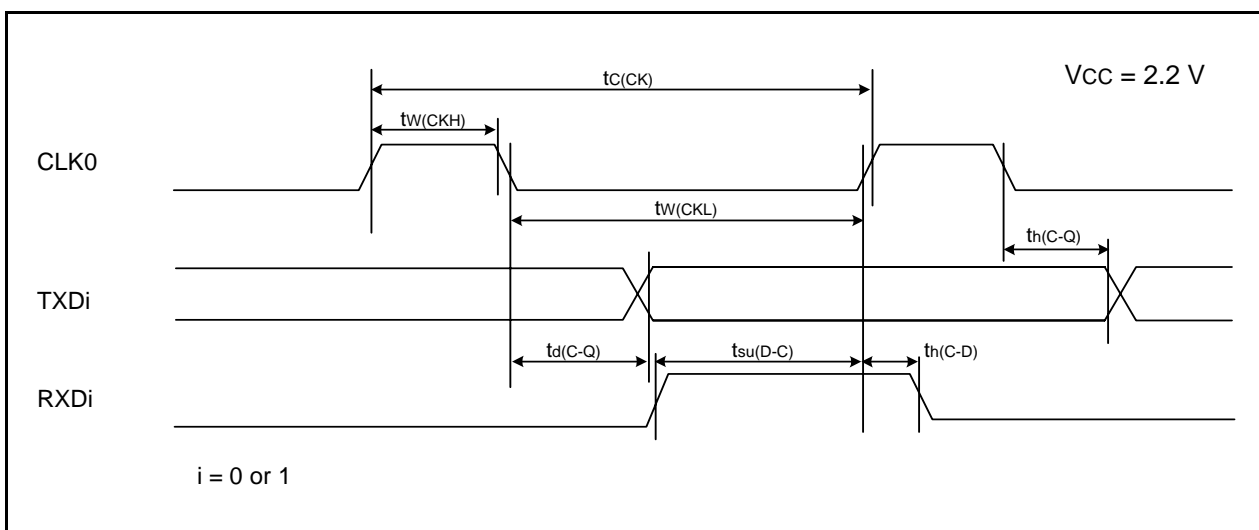 tC(CK)
VCC = 2.2 V
tW(CKH)
CLK0
tW(CKL)
th(C-Q)
TXDi
td(C-Q)
tsu(D-C)
th(C-D)
RXDi
i = 0 or 1